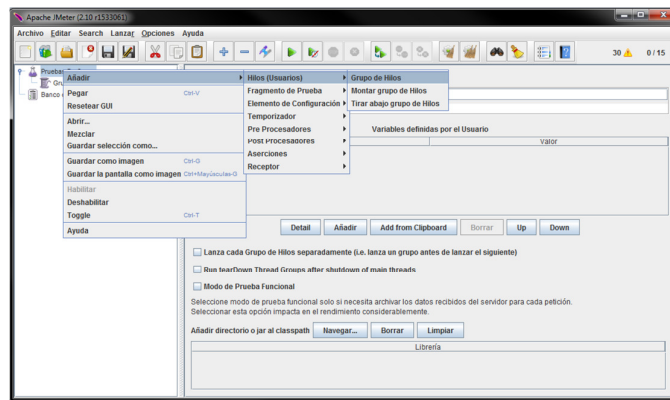 Apache JMeter (2.10 r1533061)
Archivo Editar Search Lanzar Opciones Ayuda
30 0 / 15
Añadir
Pegar Ctrl-V
Resetear GUI
Abrir...
Mezclar
Guardar selección como...
Guardar como imagen Ctrl-G
Guardar la pantalla como imagen Ctrl+Mayúsculas-G
Habilitar
Deshabilitar
Toggle Ctrl-T
Ayuda
Hilos (Usuarios)
Fragmento de Prueba
Elemento de Configuración
Temporizador
Pre Procesadores
Post Procesadores
Aserciones
Receptor
Grupo de Hilos
Montar grupo de Hilos
Tirar abajo grupo de Hilos
Variables definidas por el Usuario
Valor
Detail Añadir Add from Clipboard Borrar Up Down
Lanza cada Grupo de Hilos separadamente (i.e. lanza un grupo antes de lanzar el siguiente)
Run tearDown Thread Groups after shutdown of main threads
Modo de Prueba Funcional
Seleccione modo de prueba funcional solo si necesita archivar los datos recibidos del servidor para cada petición.
Seleccionar esta opción impacta en el rendimiento considerablemente.
Añadir directorio o jar al classpath Navegar... Borrar Limpiar
Librería